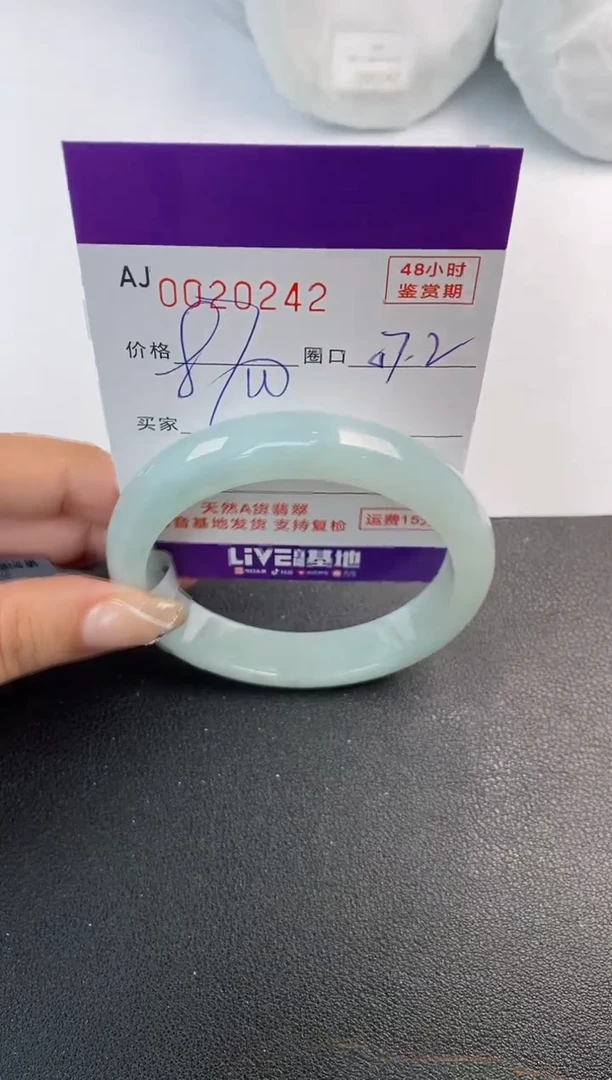 AJ 0020242
48小时
鉴赏期
价格 圈口 57.2
买家
天然A货翡翠
音基地发货 支持复检 运费15
LiVE 基地